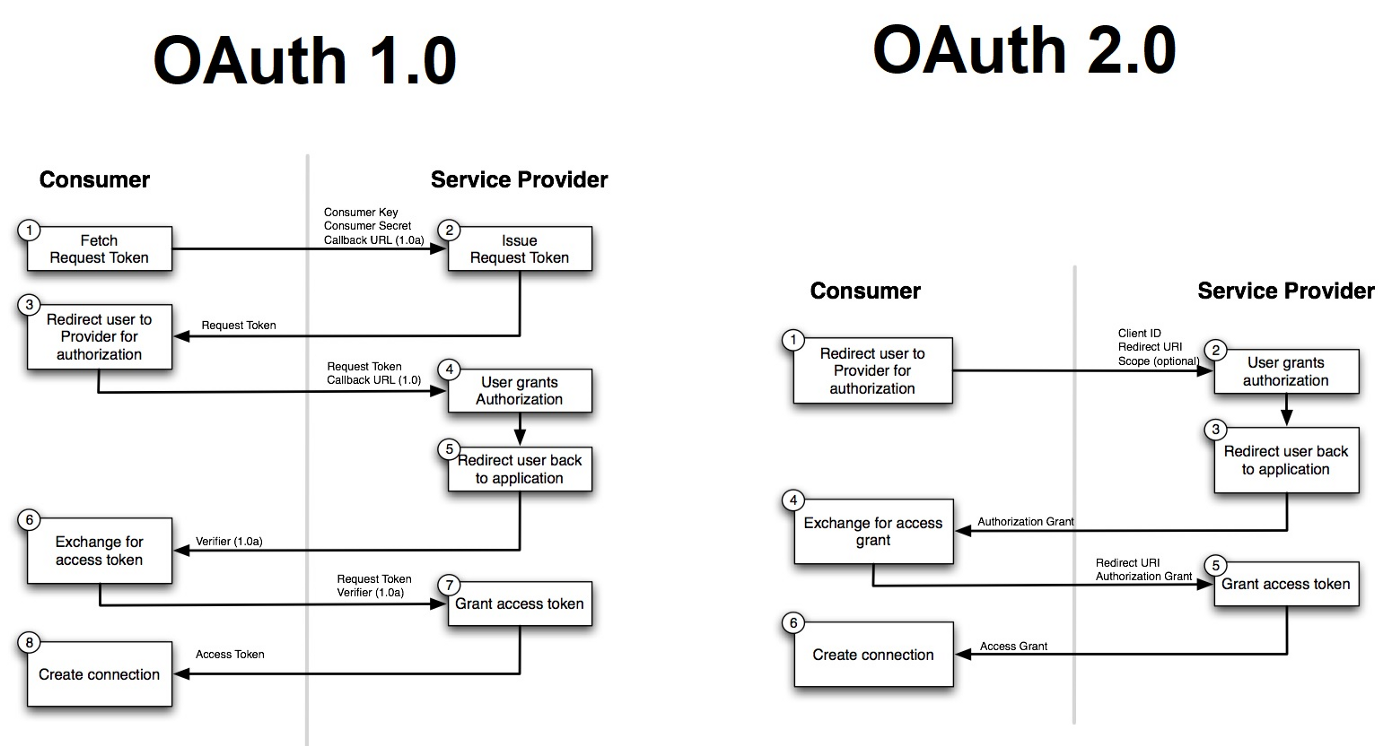 OAuth 1.0
Consumer
Service Provider
1
Fetch
Request Token
Consumer Key
Consumer Secret
Callback URL (1.0a)
2
Issue
Request Token
3
Redirect user to
Provider for
authorization
Request Token
Request Token
Callback URL (1.0)
4
User grants
Authorization
5
Redirect user back
to application
6
Exchange for
access token
Verifier (1.0a)
Request Token
Verifier (1.0a)
7
Grant access token
8
Create connection
Access Token
OAuth 2.0
Consumer
Service Provider
1
Redirect user to
Provider for
authorization
Client ID
Redirect URI
Scope (optional)
2
User grants
authorization
3
Redirect user back
to application
4
Exchange for access
grant
Authorization Grant
Redirect URI
Authorization Grant
5
Grant access token
6
Create connection
Access Grant